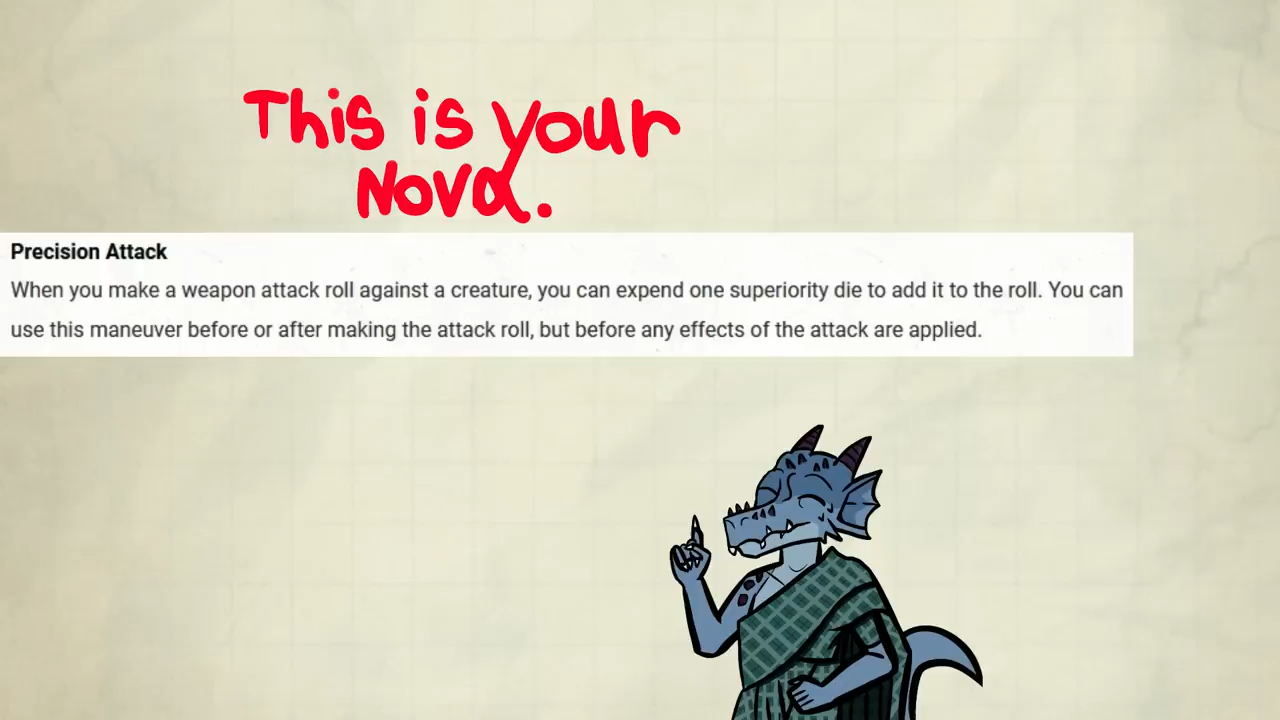 This is your
Nova.
Precision Attack
When you make a weapon attack roll against a creature, you can expend one superiority die to add it to the roll. You can
use this maneuver before or after making the attack roll, but before any effects of the attack are applied.